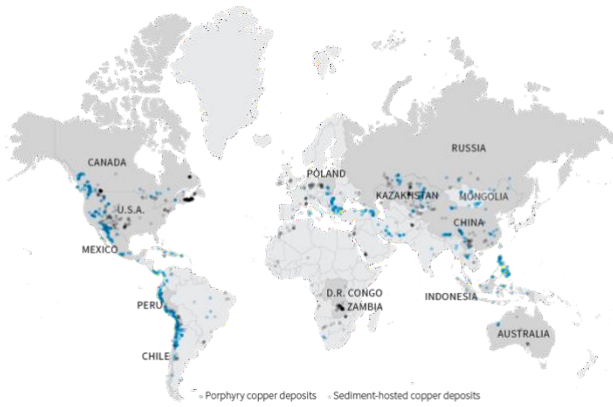 RUSSIA
CANADA
POLAND
KAZAKHSTAN
MONGOLIA
U.S.A.
CHINA
MEXICO
D.R. CONGO
INDONESIA
PERU
ZAMBIA
AUSTRALIA
CHILE
Porphyry copper deposits
Sediment-hosted copper deposits